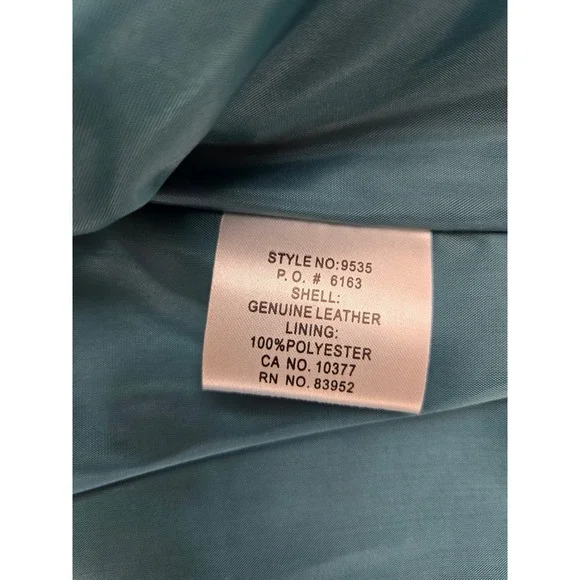 STYLE NO:9535
P.O. # 6163
SHELL:
GENUINE LEATHER
LINING:
100%POLYESTER
CA NO. 10377
RN NO. 83952